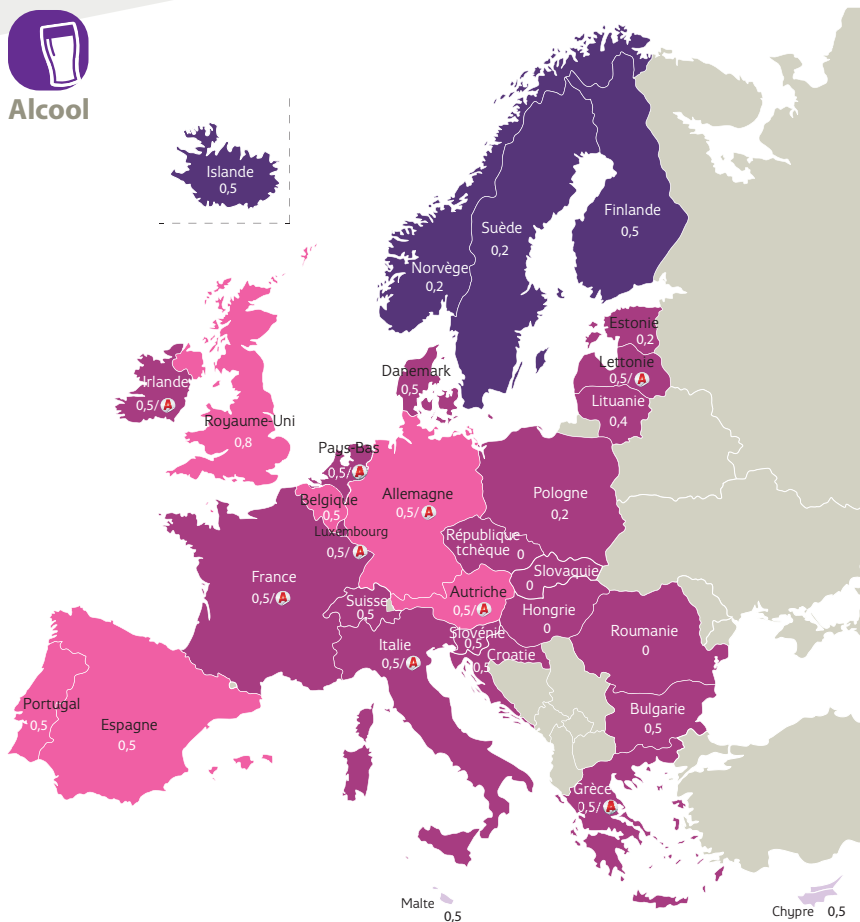 Alcool
Islande
0,5
Finlande
0,5
Suède
0,2
Norvège
0,2
Estonie
0,2
Lettonie
0,5/ A
Lituanie
0,4
Danemark
0,5
Irlande
0,5/ A
Royaume-Uni
0,8
Pays-Bas
0,5/ A
Belgique
0,5
Allemagne
0,5/ A
Pologne
0,2
Luxembourg
0,5/ A
République
tchèque
0
Slovaquie
0
France
0,5/ A
Suisse
0,5
Autriche
0,5/ A
Hongrie
0
Roumanie
0
Italie
0,5/ A
Slovénie
0,5
Croatie
0,5
Portugal
0,5
Espagne
0,5
Bulgarie
0,5
Grèce
0,5/ A
Malte
0,5
Chypre 0,5